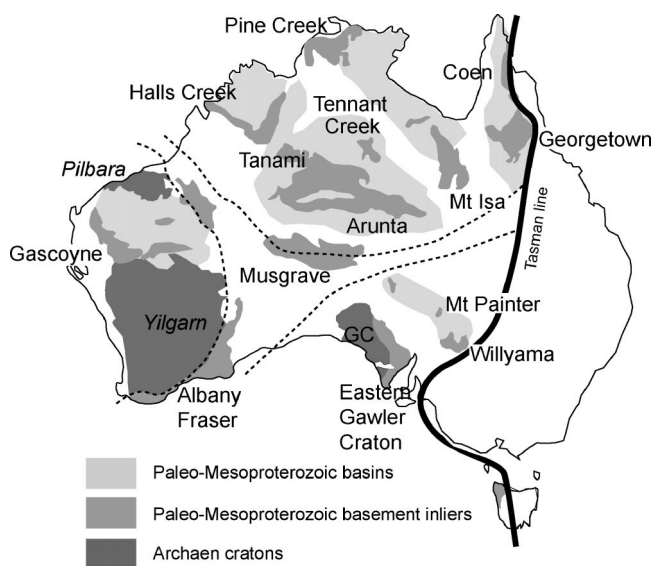 Pine Creek
Coen
Halls Creek
Tennant
Creek
Georgetown
Tanami
Pilbara
Mt Isa
Arunta
Tasman line
Gascoyne
Musgrave
Mt Painter
Yilgarn
GC
Willyama
Albany
Fraser
Eastern
Gawler
Craton
Paleo-Mesoproterozoic basins
Paleo-Mesoproterozoic basement inliers
Archaen cratons